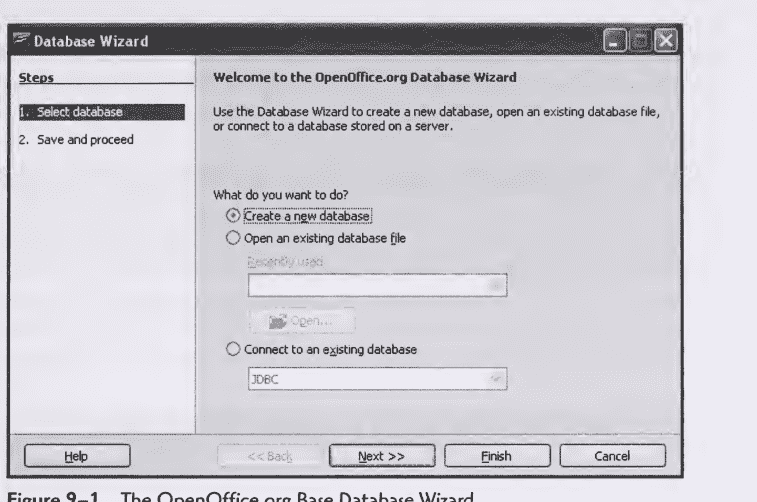 Database Wizard
Steps
1. Select database
2. Save and proceed
Welcome to the OpenOffice.org Database Wizard
Use the Database Wizard to create a new database, open an existing database file,
or connect to a database stored on a server.
What do you want to do?
Create a new database
Open an existing database file
Recently used
Open...
Connect to an existing database
JDBC
Help
<< Back
Next >>
Finish
Cancel
Figure 9–1 The OpenOffice.org Base Database Wizard